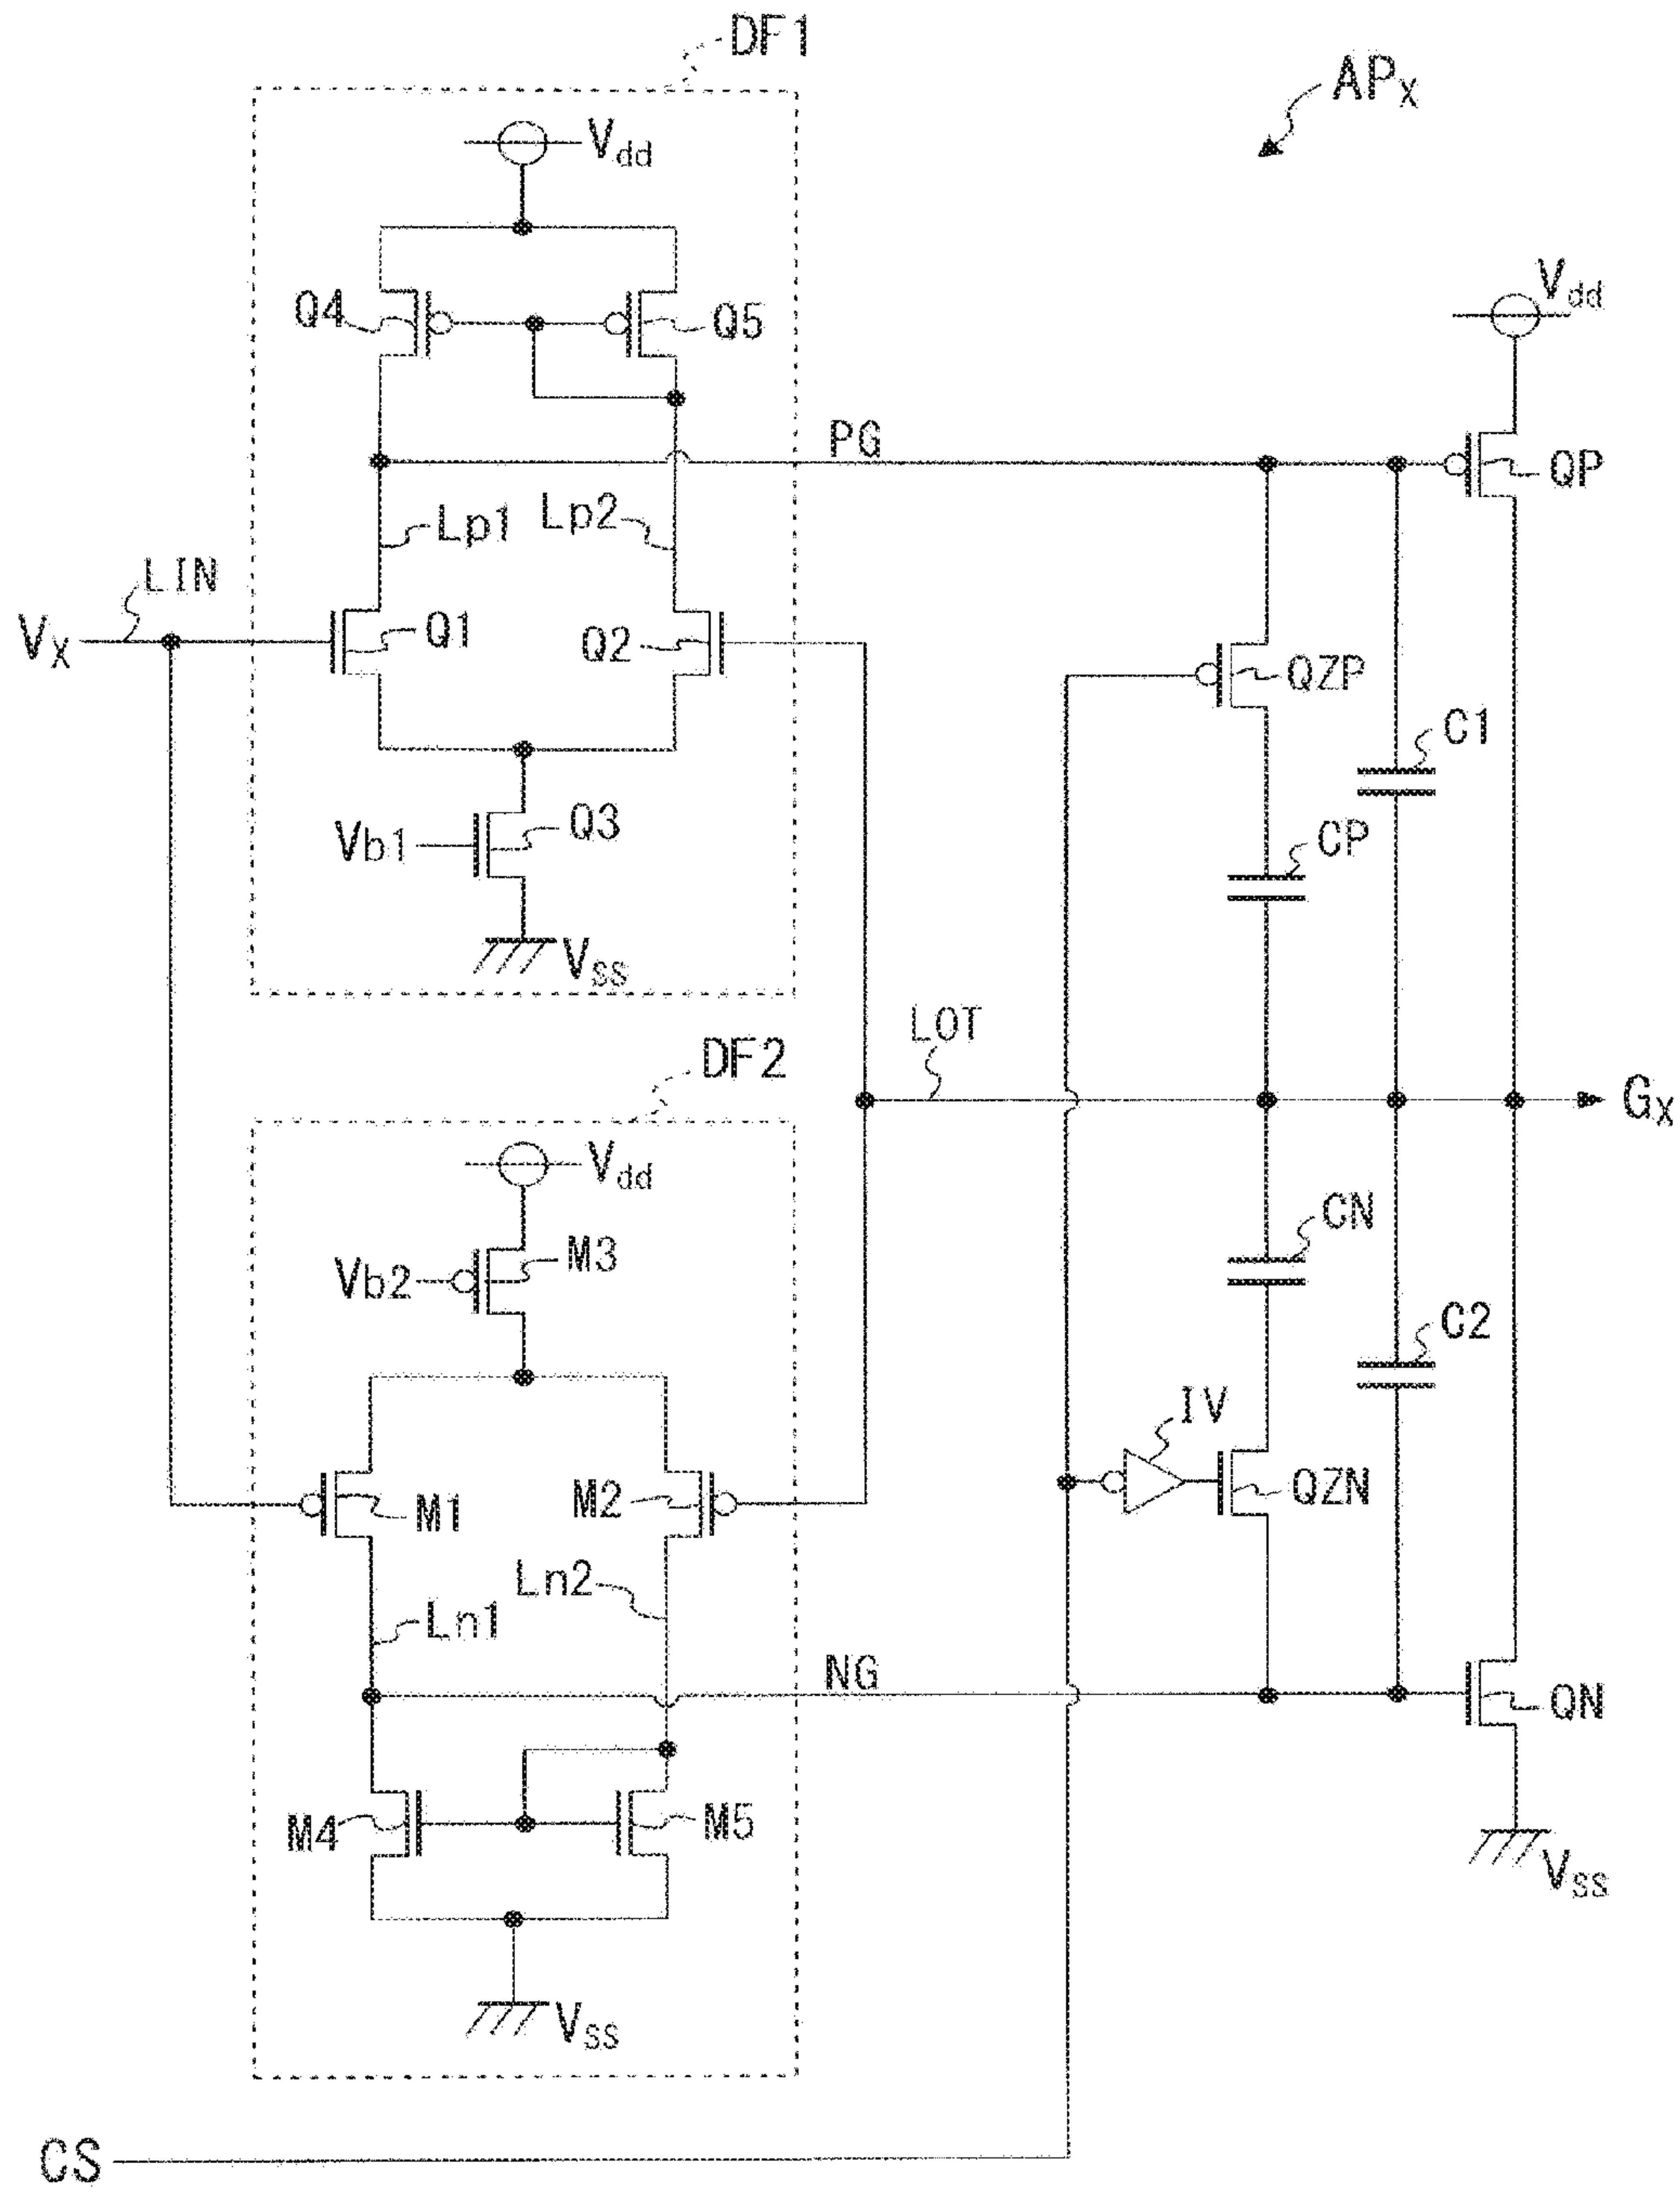 DF1
APX
Vdd
Q4
Q5
Vdd
PG
QP
Lp1
Lp2
LIN
VX
Q1
Q2
QZP
C1
Vb1
Q3
CP
VSS
LOT
DF2
GX
Vdd
CN
Vb2
M3
C2
IV
M1
M2
QZN
Ln2
Ln1
NG
QN
M4
M5
VSS
VSS
CS